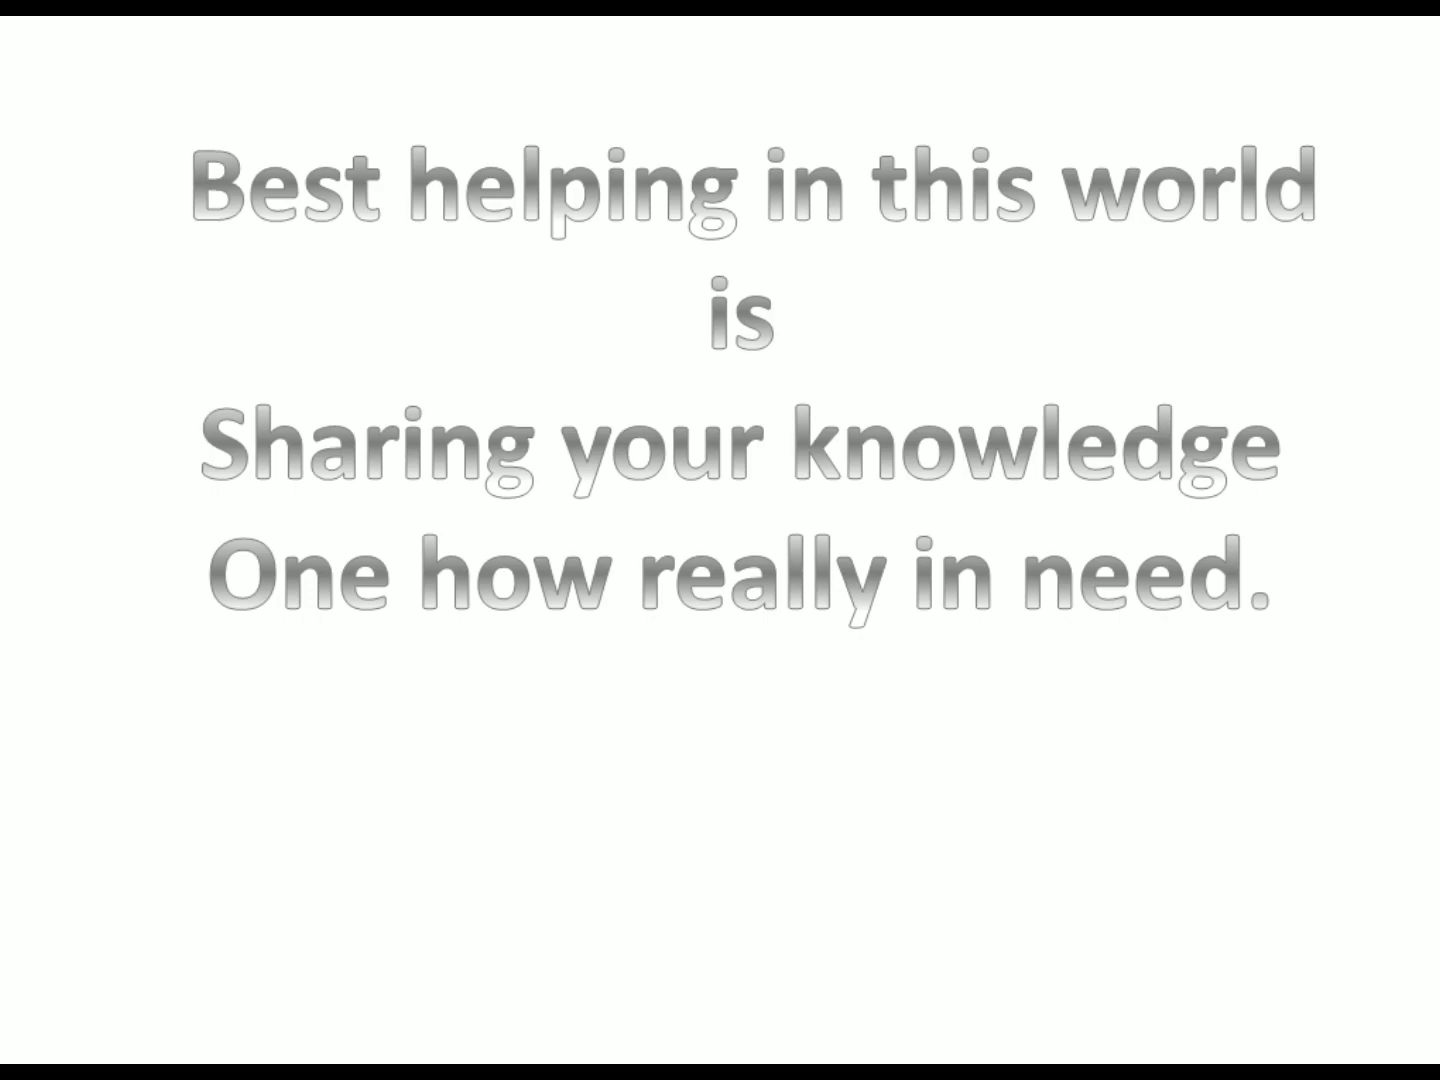 Best helping in this world
is
Sharing your knowledge
One how really in need.